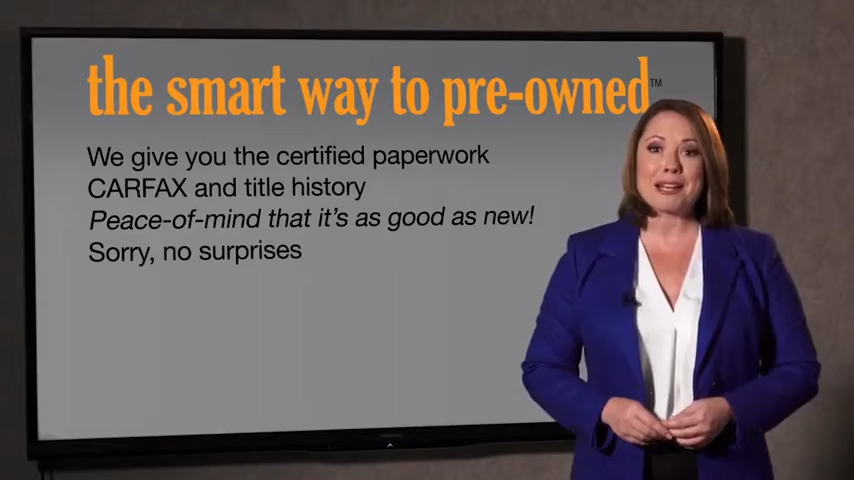 the smart way to pre-owned™
We give you the certified paperwork
CARFAX and title history
Peace-of-mind that it's as good as new!
Sorry, no surprises